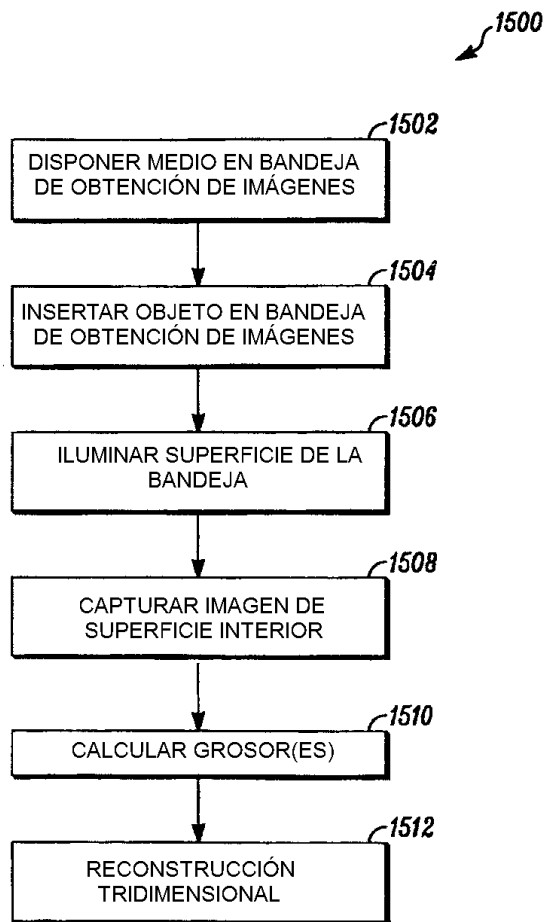 1500
1502
DISPONER MEDIO EN BANDEJA
DE OBTENCIÓN DE IMÁGENES
1504
INSERTAR OBJETO EN BANDEJA
DE OBTENCIÓN DE IMÁGENES
1506
ILUMINAR SUPERFICIE DE LA
BANDEJA
1508
CAPTURAR IMAGEN DE
SUPERFICIE INTERIOR
1510
CALCULAR GROSOR(ES)
1512
RECONSTRUCCIÓN
TRIDIMENSIONAL